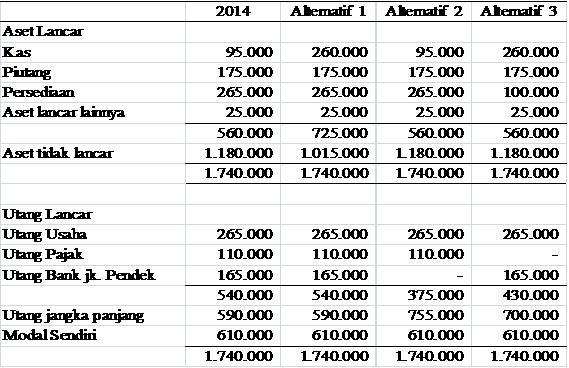 2014 Alternatif 1 Alternatif 2 Alternatif 3
Aset Lancar
Kas 95.000 260.000 95.000 260.000
Piutang 175.000 175.000 175.000 175.000
Persediaan 265.000 265.000 265.000 100.000
Aset lancar lainnya 25.000 25.000 25.000 25.000
560.000 725.000 560.000 560.000
Aset tidak lancar 1.180.000 1.015.000 1.180.000 1.180.000
1.740.000 1.740.000 1.740.000 1.740.000
Utang Lancar
Utang Usaha 265.000 265.000 265.000 265.000
Utang Pajak 110.000 110.000 110.000 -
Utang Bank jk. Pendek 165.000 165.000 - 165.000
540.000 540.000 375.000 430.000
Utang jangka panjang 590.000 590.000 755.000 700.000
Modal Sendiri 610.000 610.000 610.000 610.000
1.740.000 1.740.000 1.740.000 1.740.000